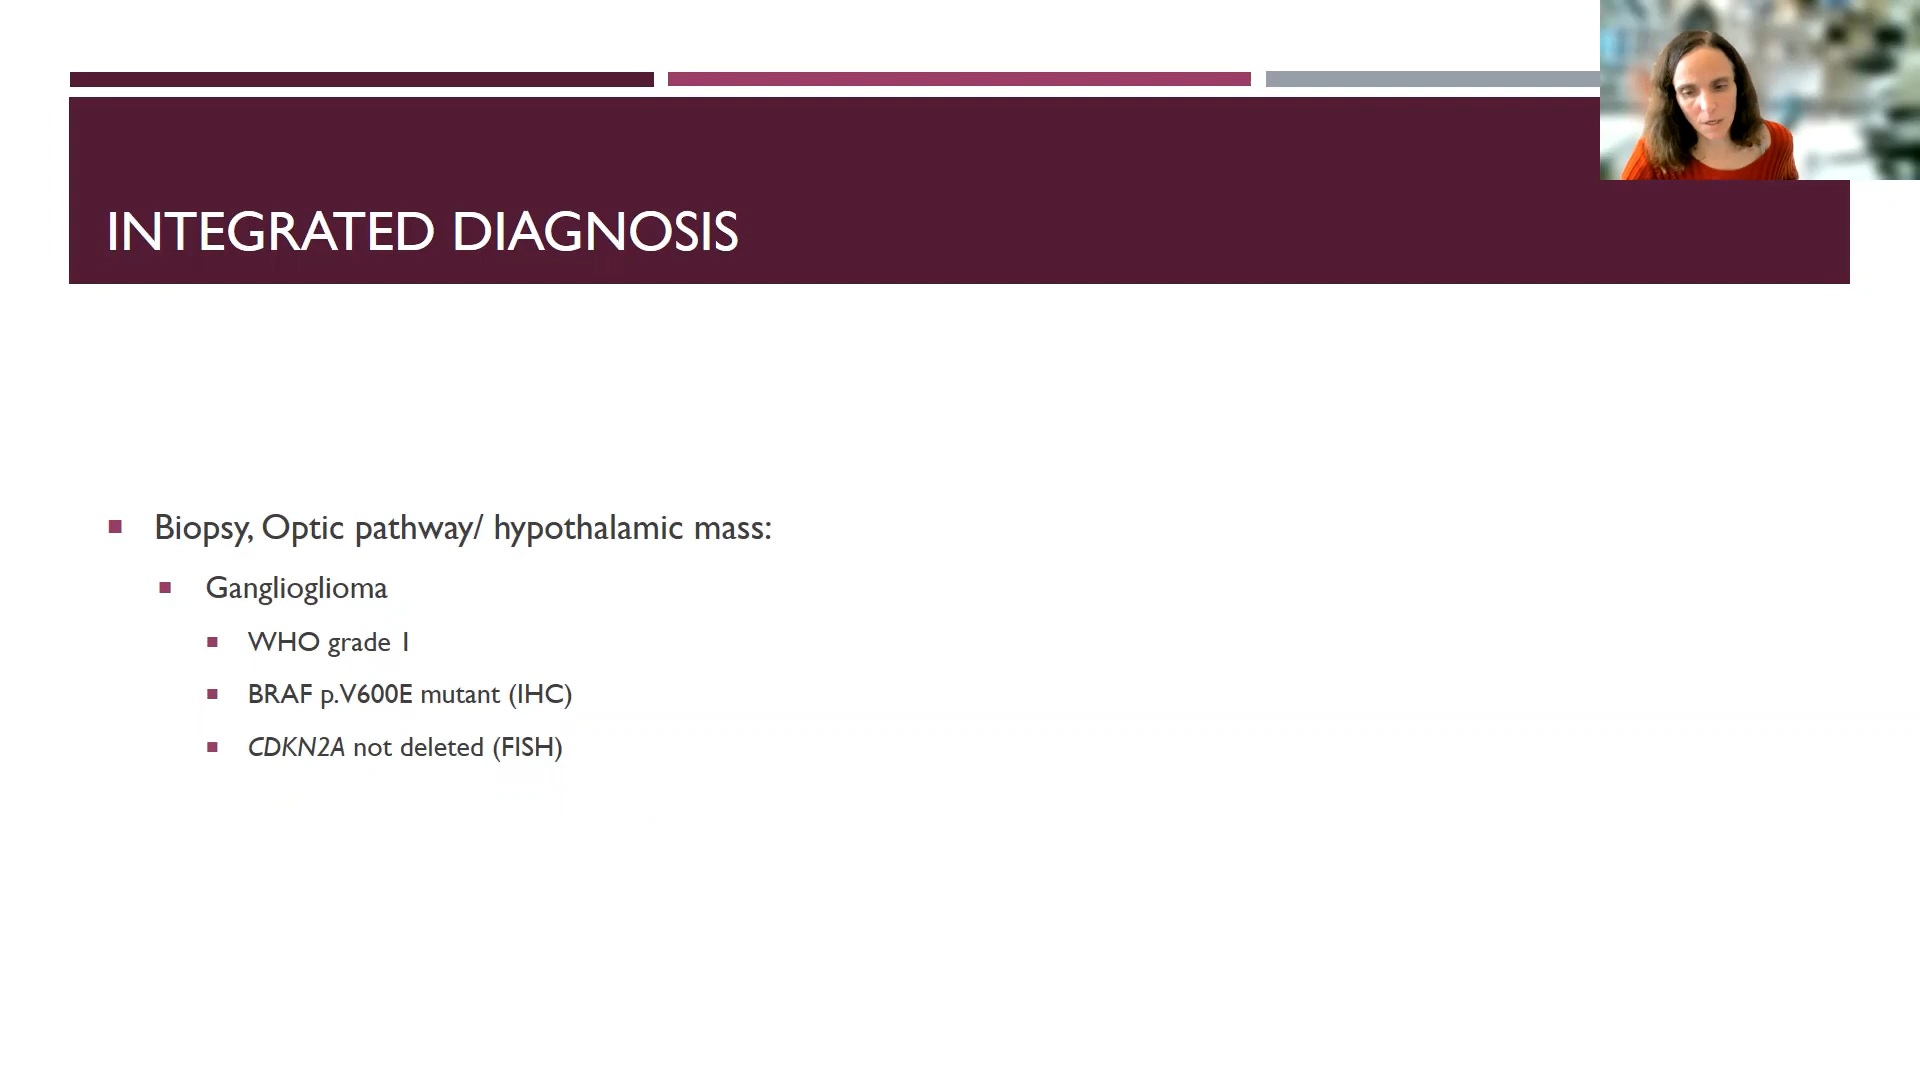 INTEGRATED DIAGNOSIS
Biopsy, Optic pathway/ hypothalamic mass:
Ganglioglioma
WHO grade 1
BRAF p.V600E mutant (IHC)
CDKN2A not deleted (FISH)